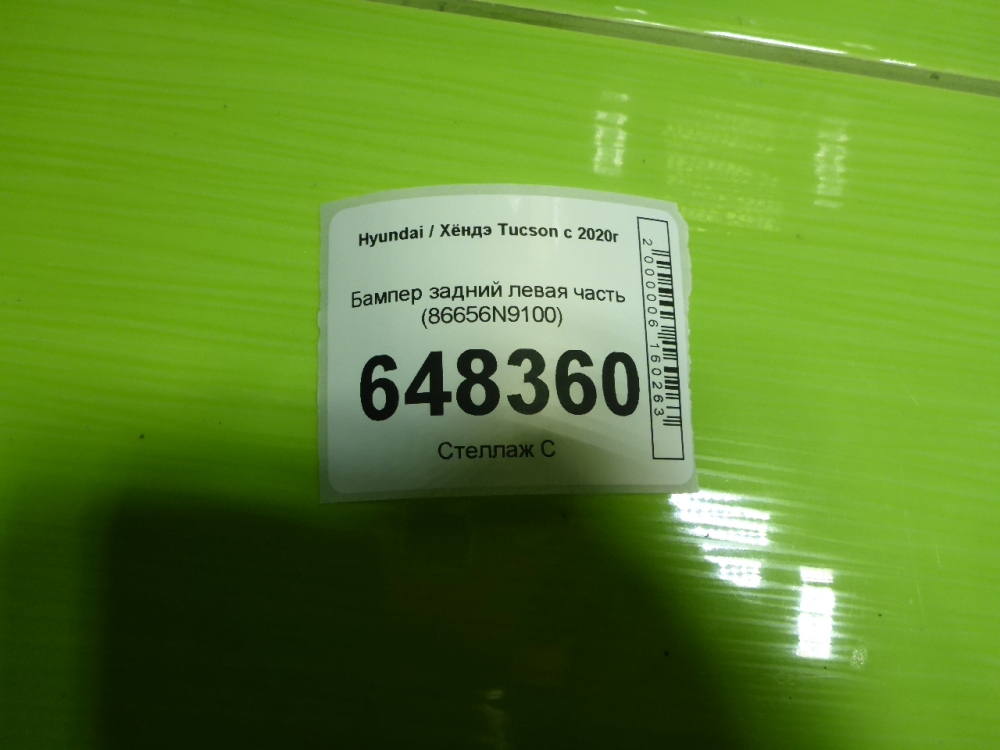 Hyundai / Хёндэ Tucson с 2020г
Бампер задний левая часть
(86656N9100)
648360
Стеллаж С
2000006160263